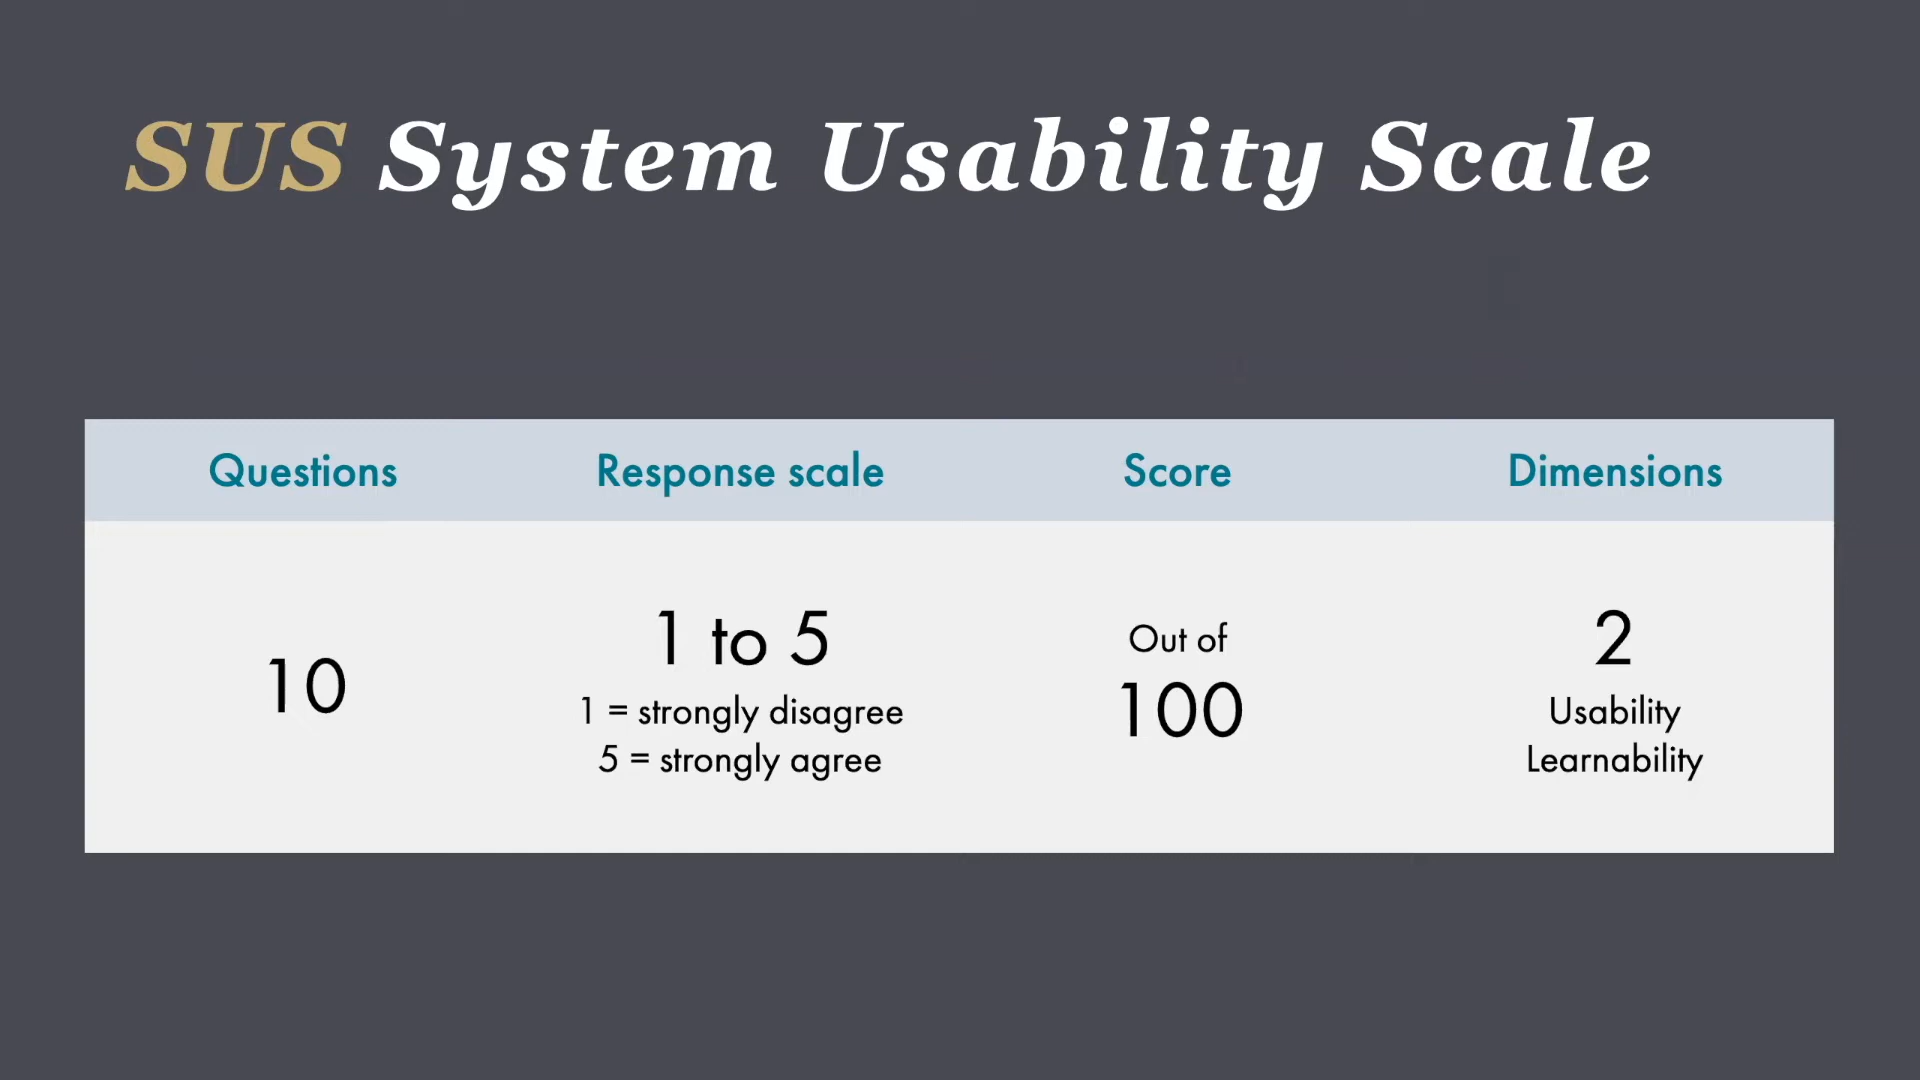 SUS System Usability Scale
Questions Response scale Score Dimensions
10
1 to 5
1 = strongly disagree
5 = strongly agree
Out of
100
2
Usability
Learnability